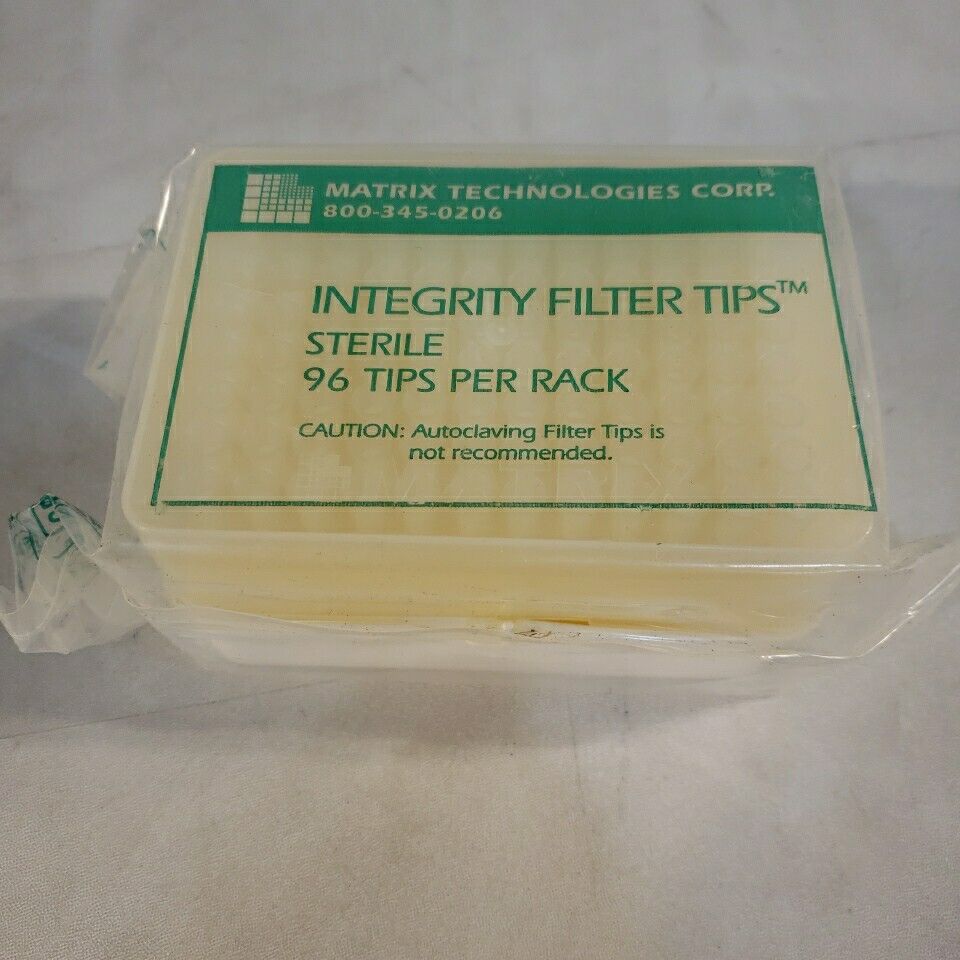 MATRIX TECHNOLOGIES CORP.
800-345-0206
INTEGRITY FILTER TIPS™
STERILE
96 TIPS PER RACK
CAUTION: Autoclaving Filter Tips is
not recommended.
MATRIX